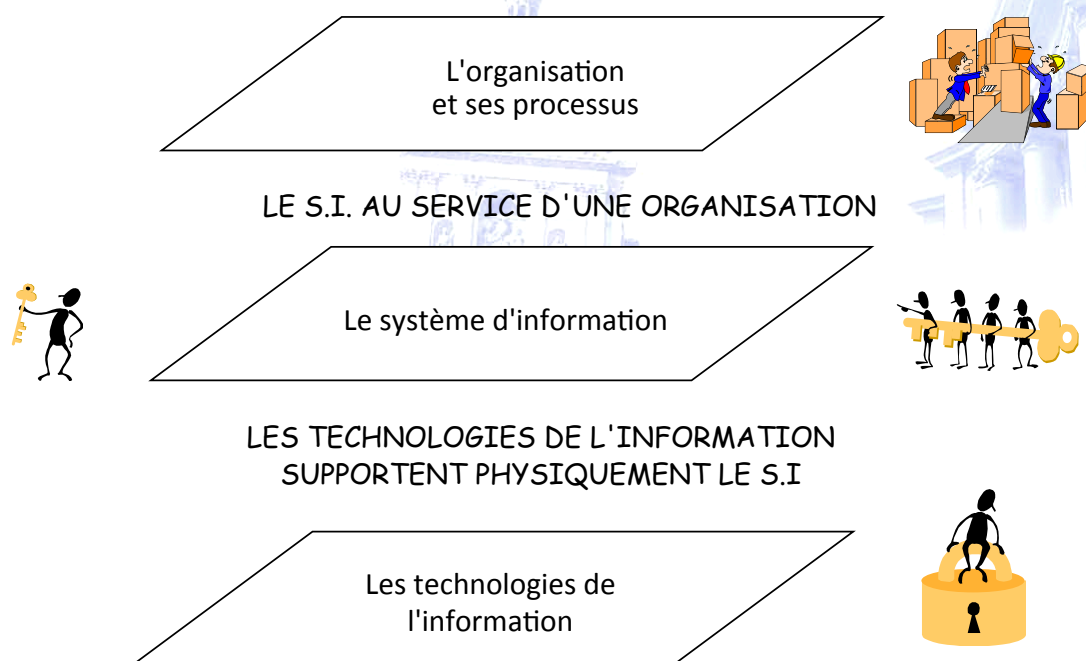 L'organisation
et ses processus
LE S.I. AU SERVICE D'UNE ORGANISATION
Le système d'information
LES TECHNOLOGIES DE L'INFORMATION
SUPPORTENT PHYSIQUEMENT LE S.I
Les technologies de
l'information